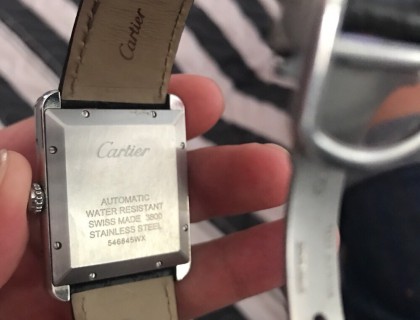 Cartier
Cartier
AUTOMATIC
WATER RESISTANT
SWISS MADE 3800
STAINLESS STEEL
546845WX